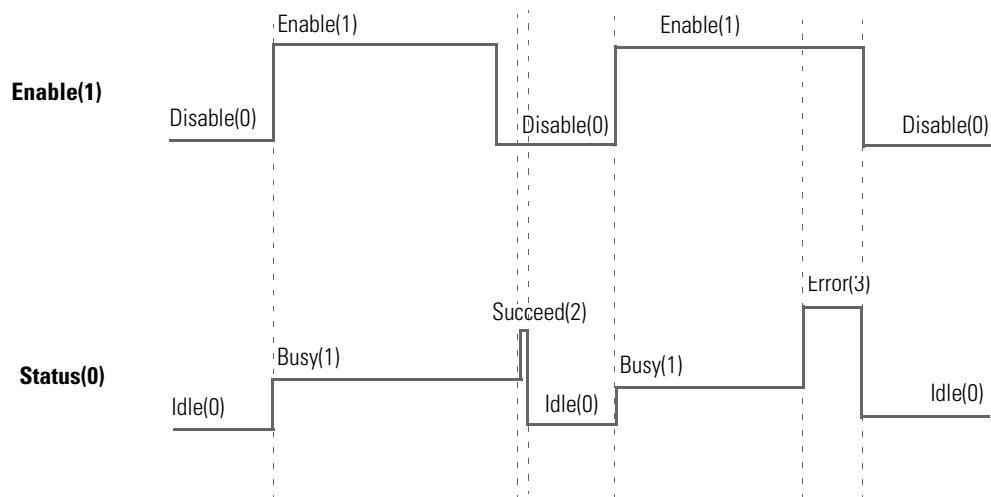 Enable(1)
Enable(1)
Enable(1)
Disable(0)
Disable(0)
Disable(0)
Error(3)
Succeed(2)
Busy(1)
Busy(1)
Status(0)
Idle(0)
Idle(0)
Idle(0)